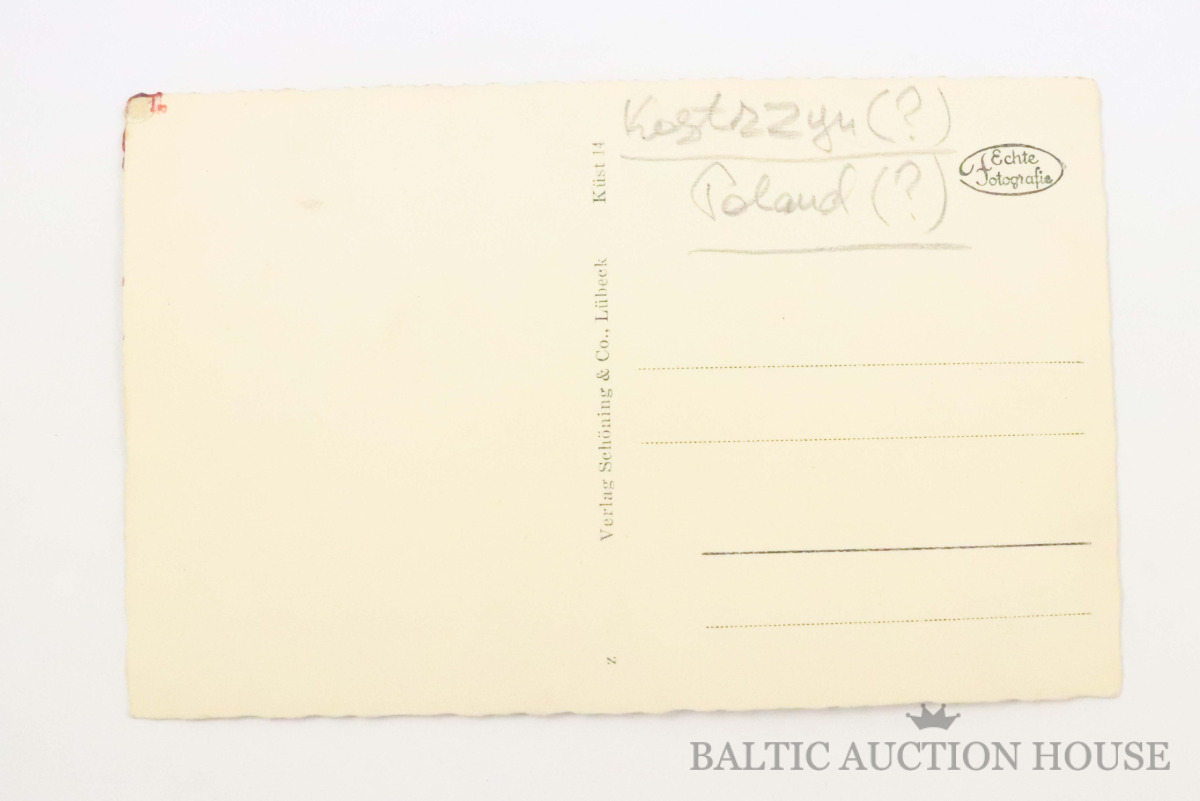 Kostrzyn (?)
Poland (?)
Echte
Fotografie
Verlag Schöning & Co., Lübeck Küst 14
Z
BALTIC AUCTION HOUSE